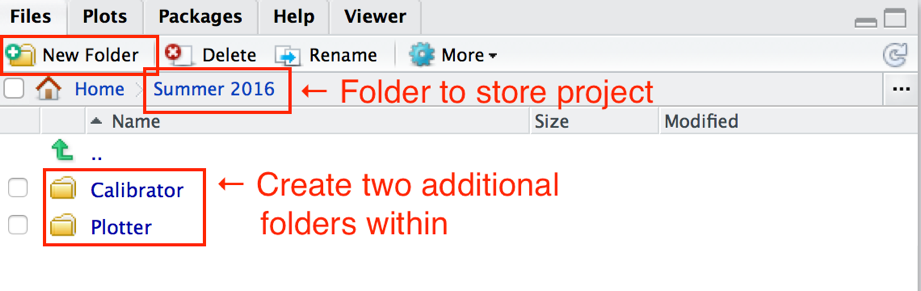 Files Plots Packages Help Viewer
New Folder Delete Rename More
Home Summer 2016 ← Folder to store project ...
Name Size Modified
..
Calibrator ← Create two additional
Plotter folders within